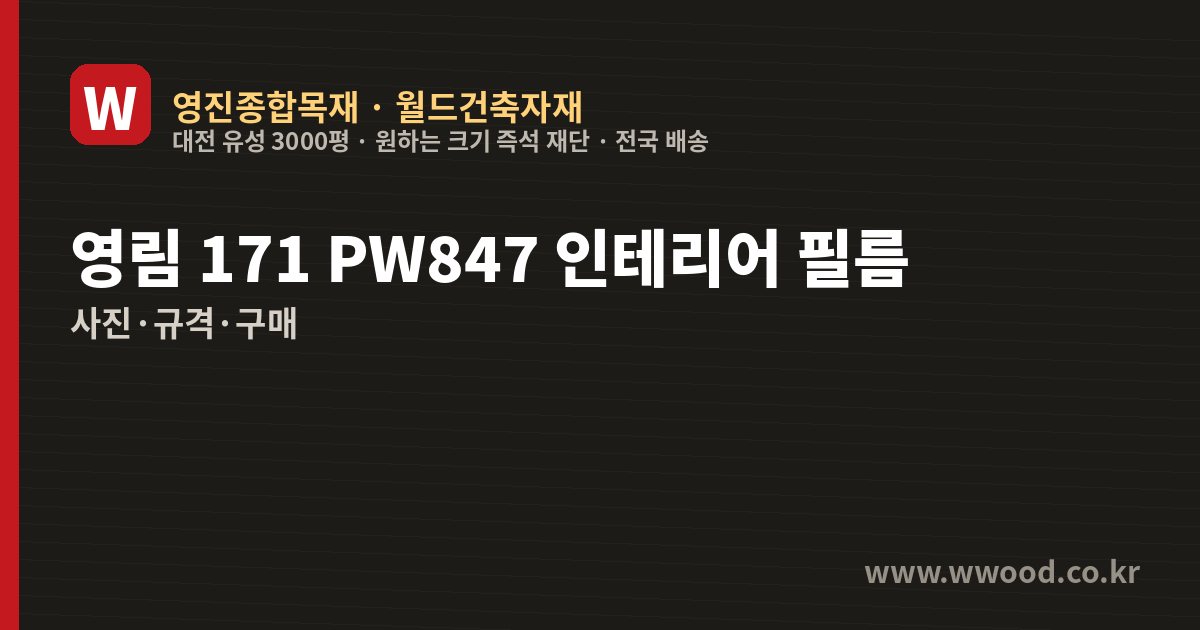 W
영진종합목재 · 월드건축자재
대전 유성 3000평 · 원하는 크기 즉석 재단 · 전국 배송
영림 171 PW847 인테리어 필름
사진·규격·구매
www.wwood.co.kr